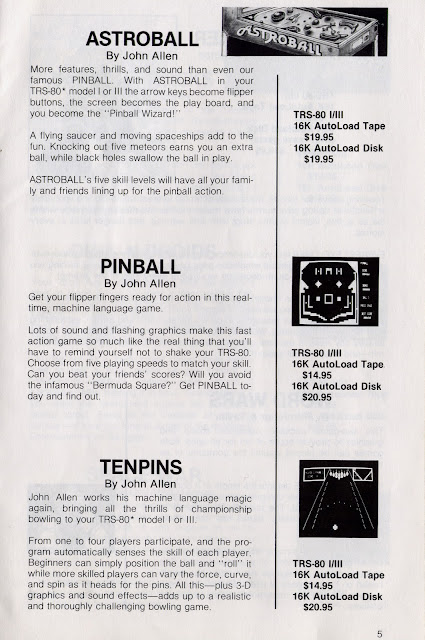 ASTROBALL
ASTROBALL
By John Allen
More features, thrills, and sound than even our
famous PINBALL. With ASTROBALL in your
TRS-80* model I or III the arrow keys become flipper
buttons, the screen becomes the play board, and
you become the "Pinball Wizard!"
A flying saucer and moving spaceships add to the
fun. Knocking out five meteors earns you an extra
ball, while black holes swallow the ball in play.
ASTROBALL's five skill levels will have all your fami-
ly and friends lining up for the pinball action.
TRS-80 I/III
16K AutoLoad Tape
$19.95
16K AutoLoad Disk
$19.95
PINBALL
By John Allen
Get your flipper fingers ready for action in this real-
time, machine language game.
Lots of sound and flashing graphics make this fast
action game so much like the real thing that you'll
have to remind yourself not to shake your TRS-80.
Choose from five playing speeds to match your skill.
Can you beat your friends' scores? Will you avoid
the infamous "Bermuda Square?" Get PINBALL to-
day and find out.
TRS-80 I/III
16K AutoLoad Tape
$14.95
16K AutoLoad Disk
$20.95
TENPINS
By John Allen
John Allen works his machine language magic
again, bringing all the thrills of championship
bowling to your TRS-80* model I or III.
From one to four players participate, and the pro-
gram automatically senses the skill of each player.
Beginners can simply position the ball and "roll" it
while more skilled players can vary the force, curve,
and spin as it heads for the pins. All this—plus 3-D
graphics and sound effects—adds up to a realistic
and thoroughly challenging bowling game.
TRS-80 I/III
16K AutoLoad Tape
$14.95
16K AutoLoad Disk
$20.95
5